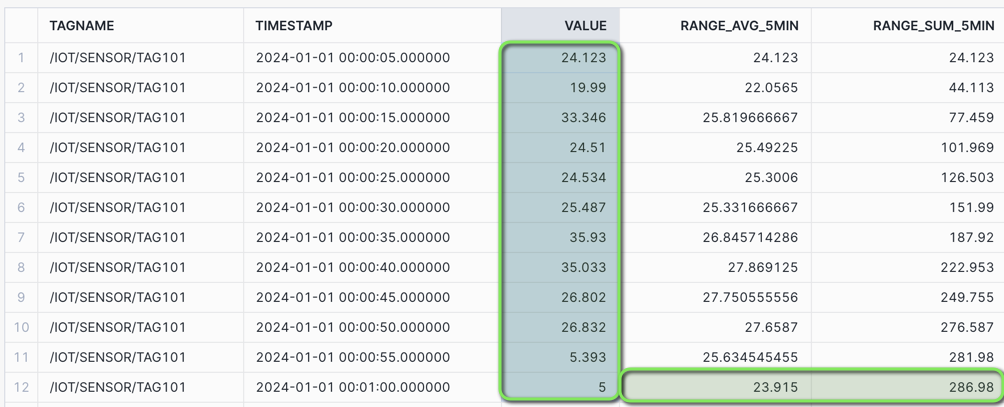 TAGNAME TIMESTAMP VALUE RANGE_AVG_5MIN RANGE_SUM_5MIN
1 /IOT/SENSOR/TAG101 2024-01-01 00:00:05.000000 24.123 24.123 24.123
2 /IOT/SENSOR/TAG101 2024-01-01 00:00:10.000000 19.99 22.0565 44.113
3 /IOT/SENSOR/TAG101 2024-01-01 00:00:15.000000 33.346 25.819666667 77.459
4 /IOT/SENSOR/TAG101 2024-01-01 00:00:20.000000 24.51 25.49225 101.969
5 /IOT/SENSOR/TAG101 2024-01-01 00:00:25.000000 24.534 25.3006 126.503
6 /IOT/SENSOR/TAG101 2024-01-01 00:00:30.000000 25.487 25.331666667 151.99
7 /IOT/SENSOR/TAG101 2024-01-01 00:00:35.000000 35.93 26.845714286 187.92
8 /IOT/SENSOR/TAG101 2024-01-01 00:00:40.000000 35.033 27.869125 222.953
9 /IOT/SENSOR/TAG101 2024-01-01 00:00:45.000000 26.802 27.750555556 249.755
10 /IOT/SENSOR/TAG101 2024-01-01 00:00:50.000000 26.832 27.6587 276.587
11 /IOT/SENSOR/TAG101 2024-01-01 00:00:55.000000 5.393 25.634545455 281.98
12 /IOT/SENSOR/TAG101 2024-01-01 00:01:00.000000 5 23.915 286.98